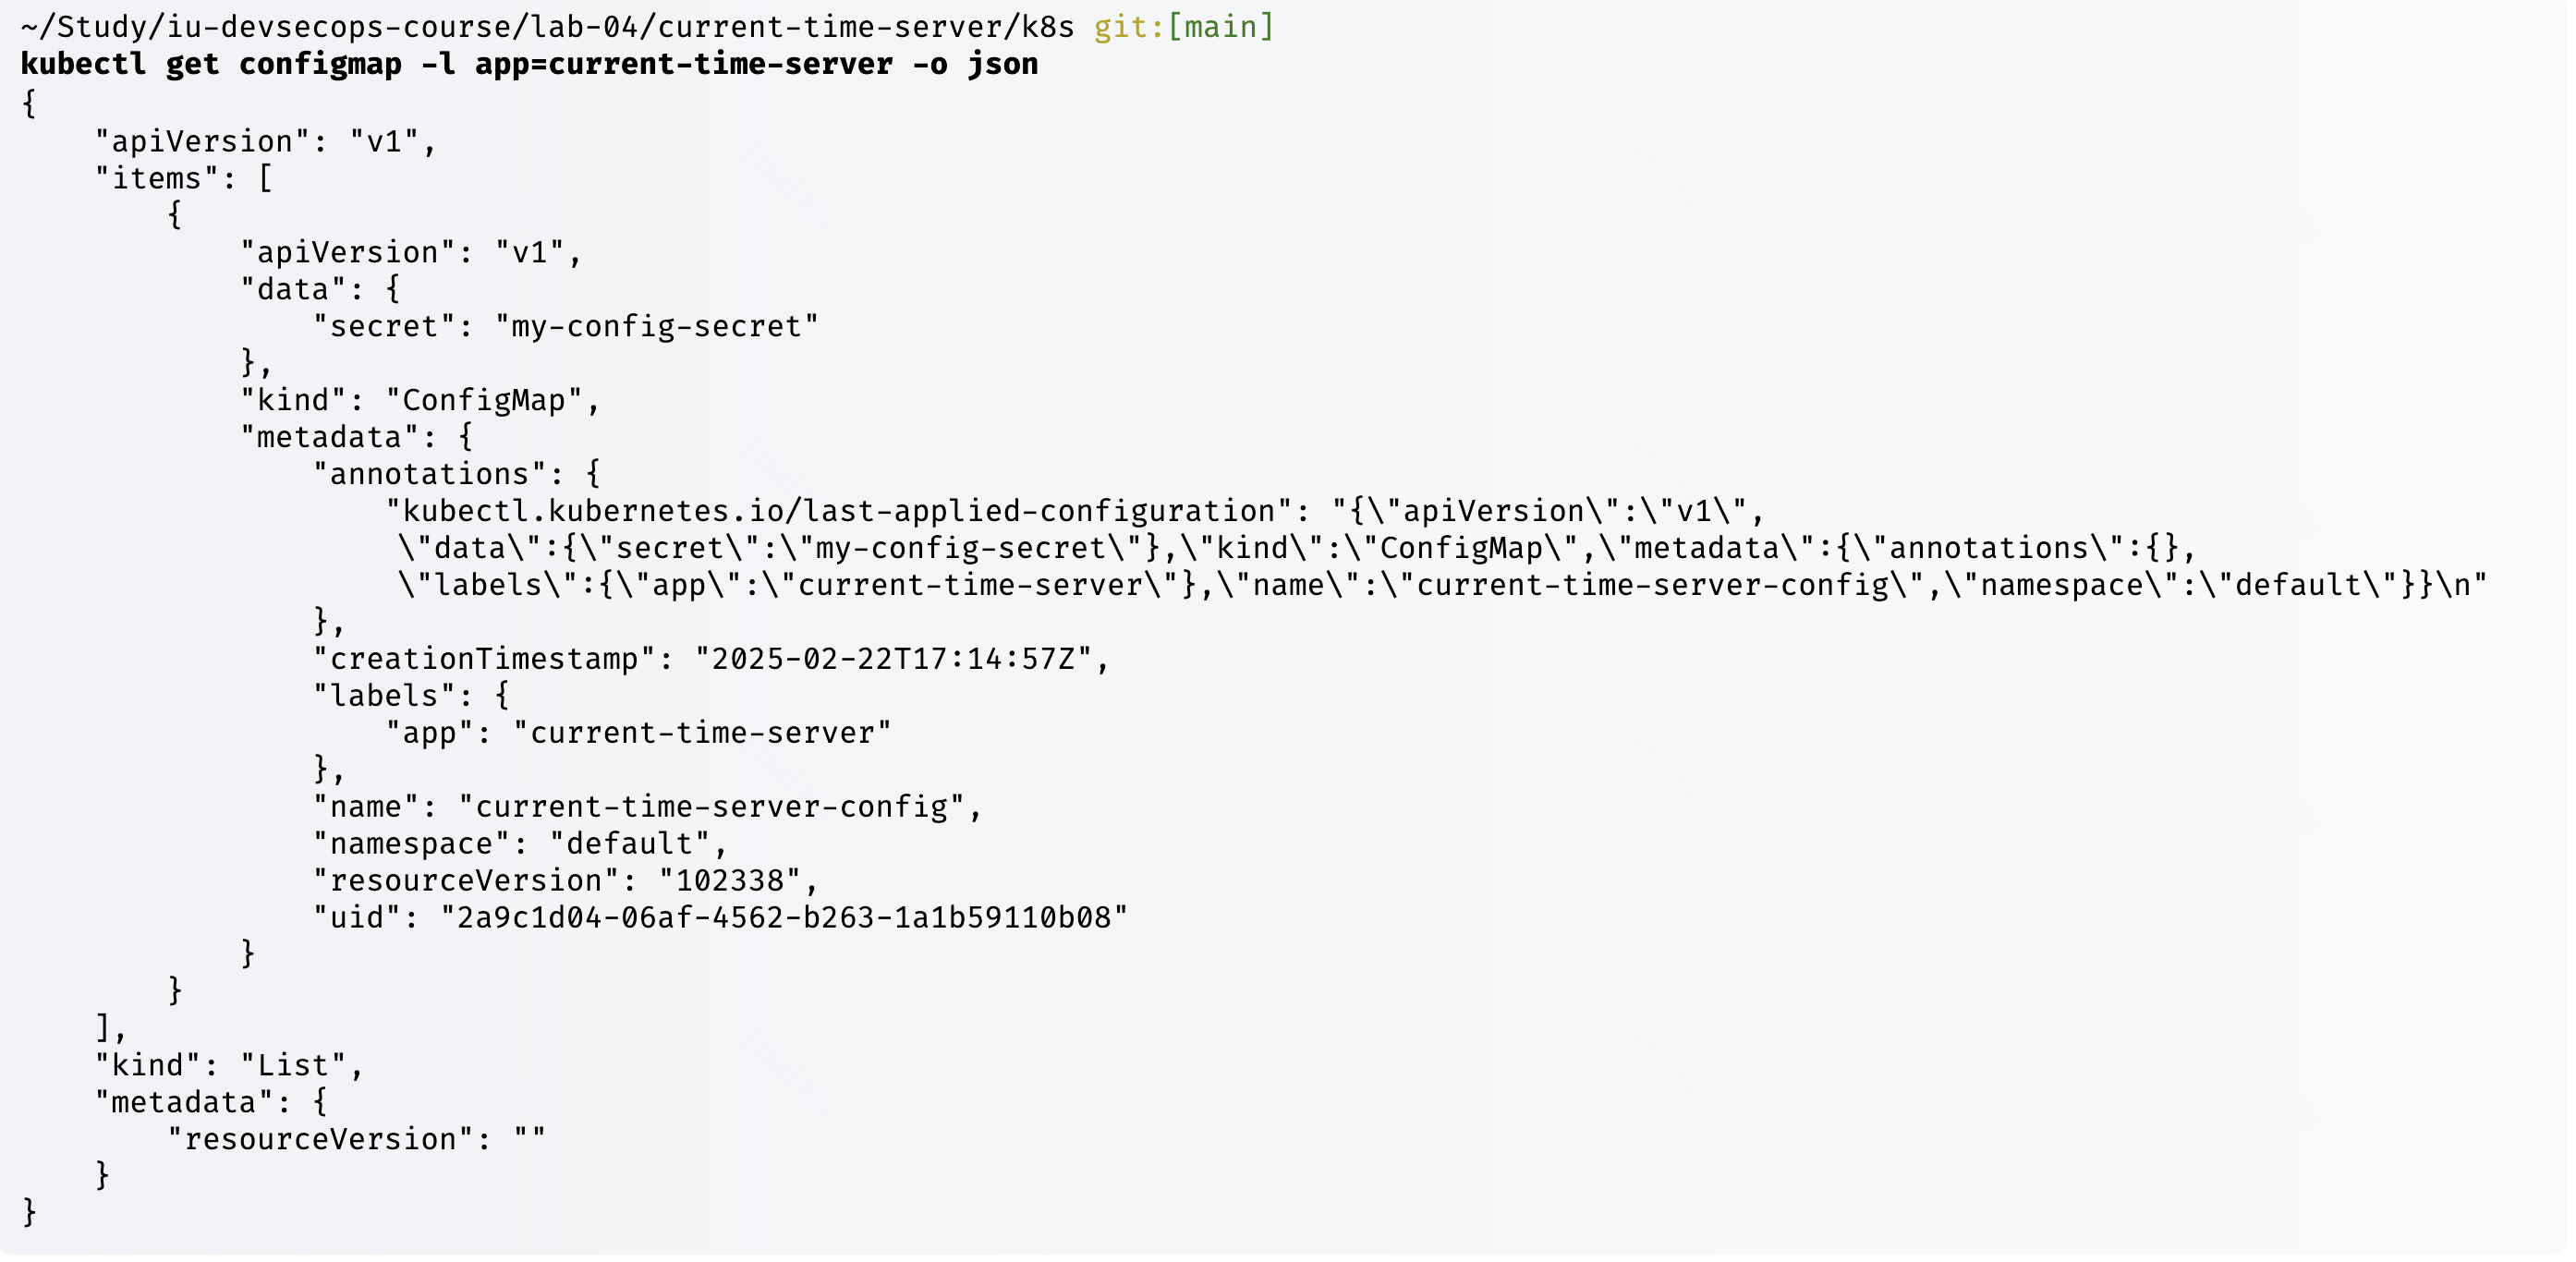 ~/Study/iu-devsecops-course/lab-04/current-time-server/k8s git:[main]
kubectl get configmap -l app=current-time-server -o json
{
    "apiVersion": "v1",
    "items": [
        {
            "apiVersion": "v1",
            "data": {
                "secret": "my-config-secret"
            },
            "kind": "ConfigMap",
            "metadata": {
                "annotations": {
                    "kubectl.kubernetes.io/last-applied-configuration": "{\"apiVersion\":\"v1\",
                    \"data\":{\"secret\":\"my-config-secret\"},\"kind\":\"ConfigMap\",\"metadata\":{\"annotations\":{},
                    \"labels\":{\"app\":\"current-time-server\"},\"name\":\"current-time-server-config\",\"namespace\":\"default\"}}\n"
                },
                "creationTimestamp": "2025-02-22T17:14:57Z",
                "labels": {
                    "app": "current-time-server"
                },
                "name": "current-time-server-config",
                "namespace": "default",
                "resourceVersion": "102338",
                "uid": "2a9c1d04-06af-4562-b263-1a1b59110b08"
            }
        }
    ],
    "kind": "List",
    "metadata": {
        "resourceVersion": ""
    }
}